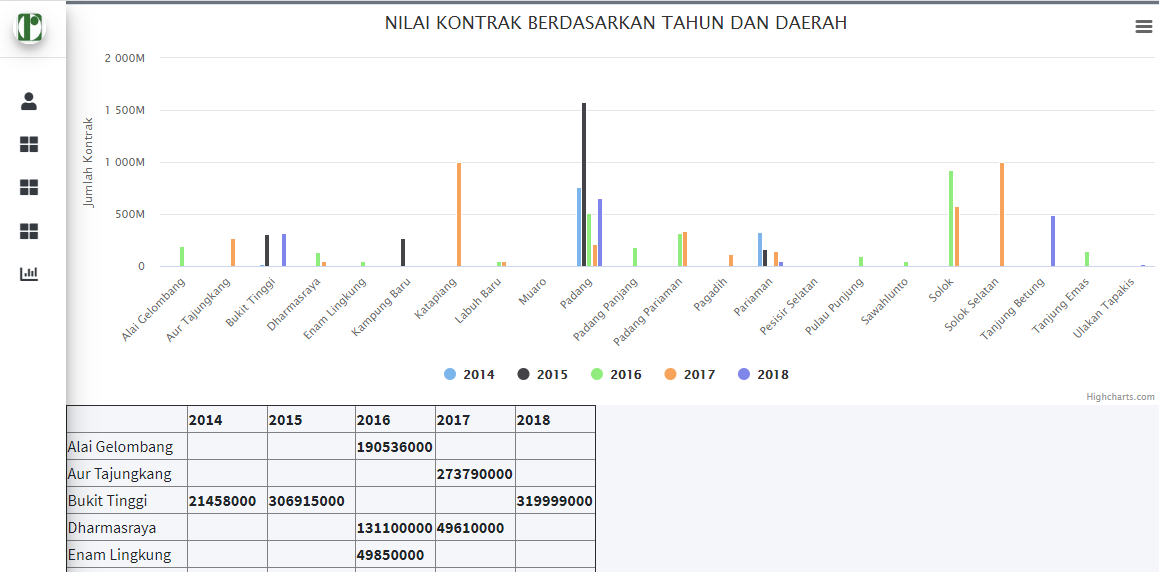 NILAI KONTRAK BERDASARKAN TAHUN DAN DAERAH
Jumlah Kontrak
2 000M
1 500M
1 000M
500M
0
Alai Gelombang
Aur Tajungkang
Bukit Tinggi
Dharmasraya
Enam Lingkung
Kampung Baru
Katapiang
Labuh Baru
Muaro
Padang
Padang Panjang
Padang Pariaman
Pagadih
Pariaman
Pesisir Selatan
Pulau Punjung
Sawahlunto
Solok
Solok Selatan
Tanjung Betung
Tanjung Emas
Ulakan Tapakis
2014 2015 2016 2017 2018
Highcharts.com
2014 2015 2016 2017 2018
Alai Gelombang 190536000
Aur Tajungkang 273790000
Bukit Tinggi 21458000 306915000 319999000
Dharmasraya 131100000 49610000
Enam Lingkung 49850000